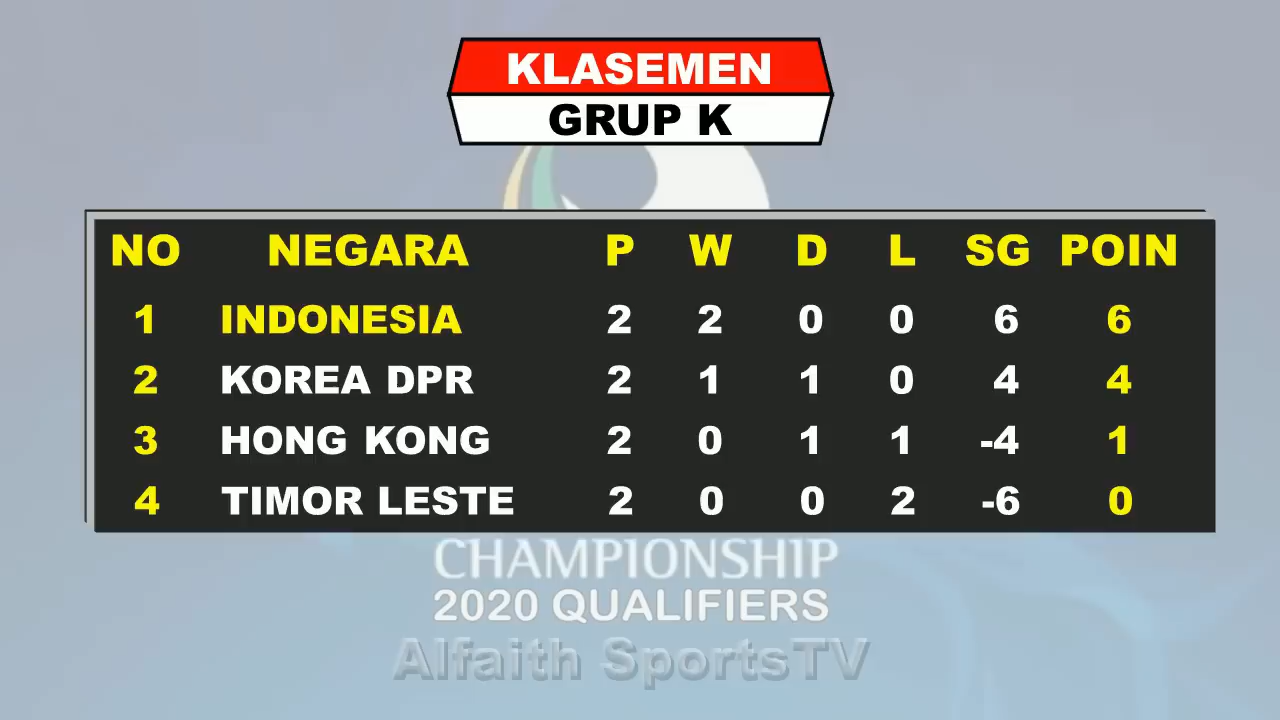 KLASEMEN
GRUP K
NO NEGARA P W D L SG POIN
1 INDONESIA 2 2 0 0 6 6
2 KOREA DPR 2 1 1 0 4 4
3 HONG KONG 2 0 1 1 -4 1
4 TIMOR LESTE 2 0 0 2 -6 0
CHAMPIONSHIP
2020 QUALIFIERS
Alfaith SportsTV